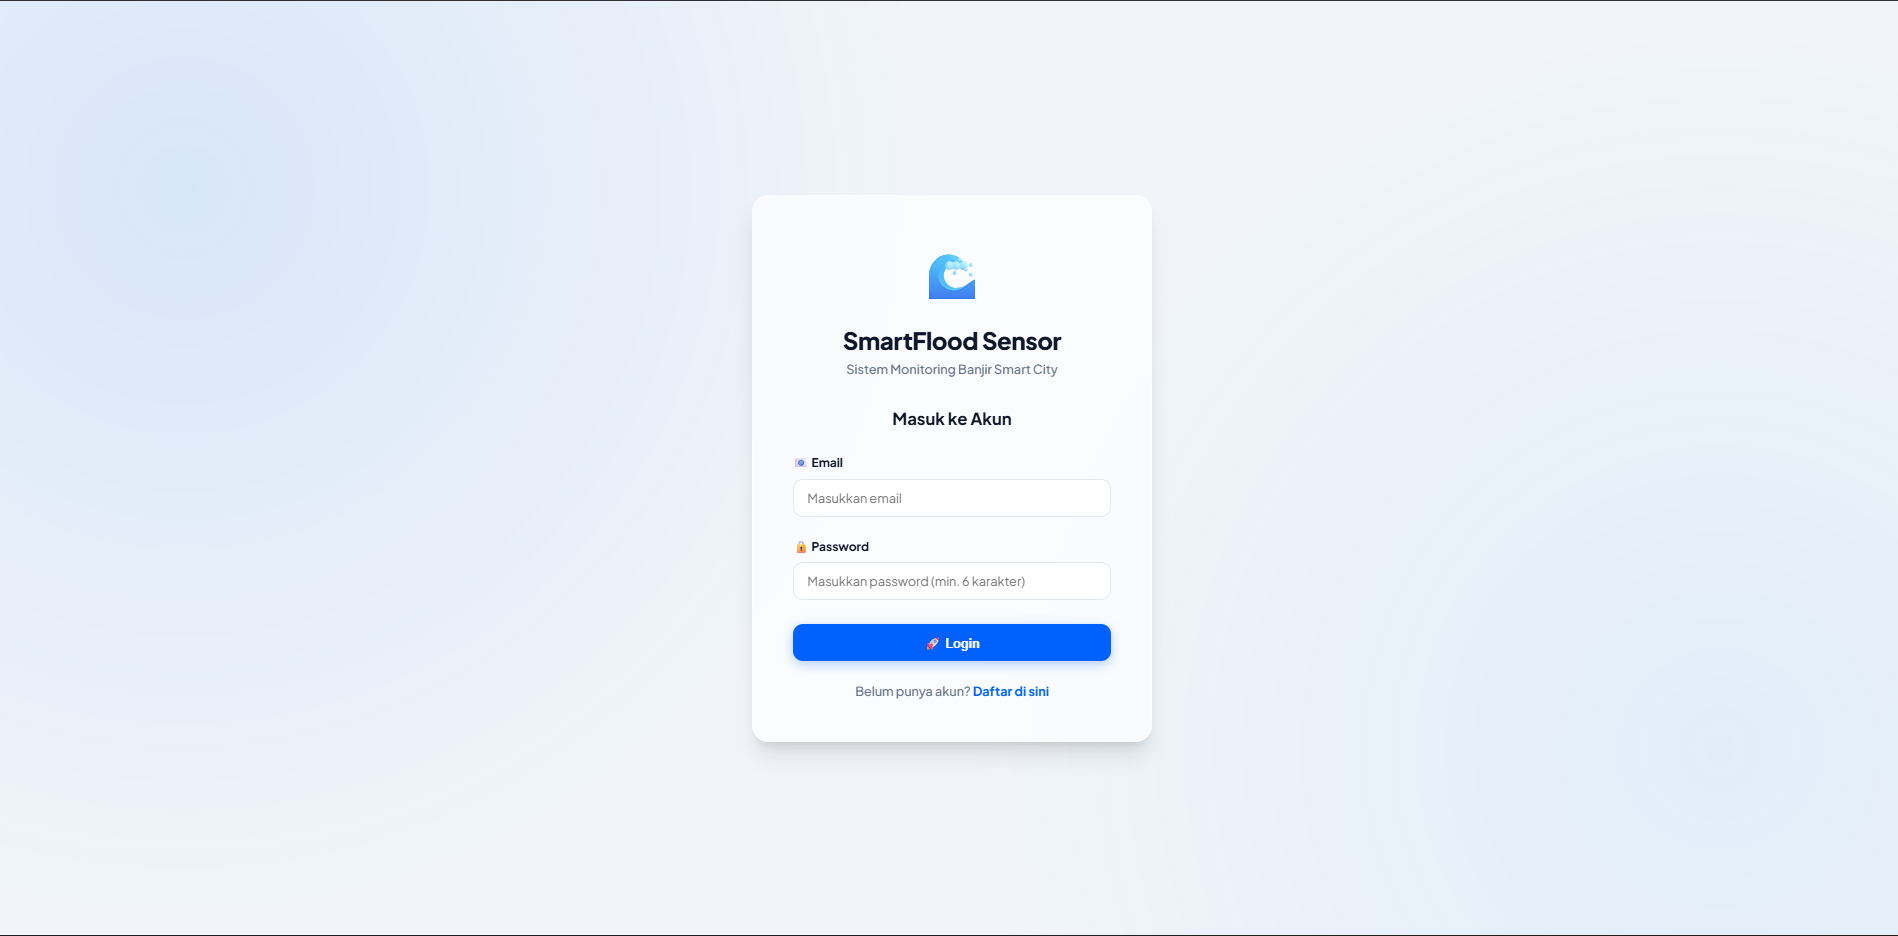 SmartFlood Sensor
Sistem Monitoring Banjir Smart City
Masuk ke Akun
📧 Email
Masukkan email
🔒 Password
Masukkan password (min. 6 karakter)
🚀 Login
Belum punya akun? Daftar di sini